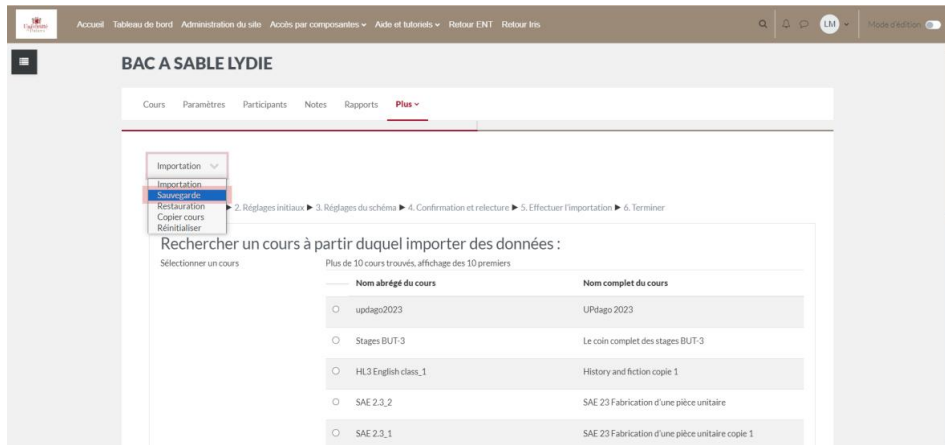 Accueil Tableau de bord Administration du site Accès par composantes Aide et tutoriels Retour ENT Retour Iris LM Mode d'édition
BAC A SABLE LYDIE
Cours Paramètres Participants Notes Rapports Plus
Importation
Importation
Sauvegarde
Restauration
Copier cours
Réinitialiser
2. Réglages initiaux ► 3. Réglages du schéma ► 4. Confirmation et relecture ► 5. Effectuer l'importation ► 6. Terminer
Rechercher un cours à partir duquel importer des données :
Sélectionner un cours Plus de 10 cours trouvés, affichage des 10 premiers
Nom abrégé du cours Nom complet du cours
updago2023 UPdago 2023
Stages BUT-3 Le coin complet des stages BUT-3
HL3 English class_1 History and fiction copie 1
SAE 2.3_2 SAE 23 Fabrication d'une pièce unitaire
SAE 2.3_1 SAE 23 Fabrication d'une pièce unitaire copie 1